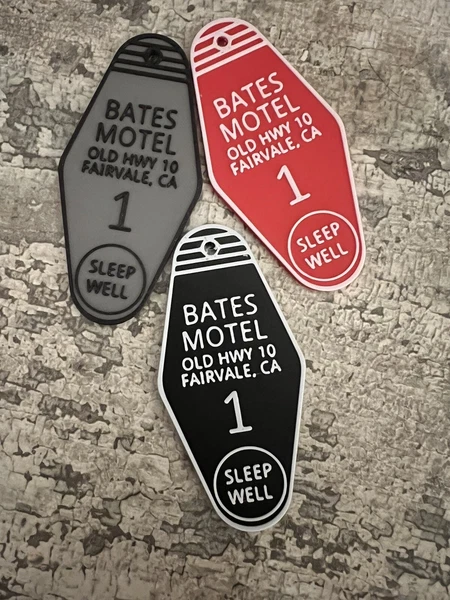 BATES
MOTEL
OLD HWY 10
FAIRVALE, CA
1
SLEEP
WELL
BATES
MOTEL
OLD HWY 10
FAIRVALE, CA
1
SLEEP
WELL
BATES
MOTEL
OLD HWY 10
FAIRVALE, CA
1
SLEEP
WELL